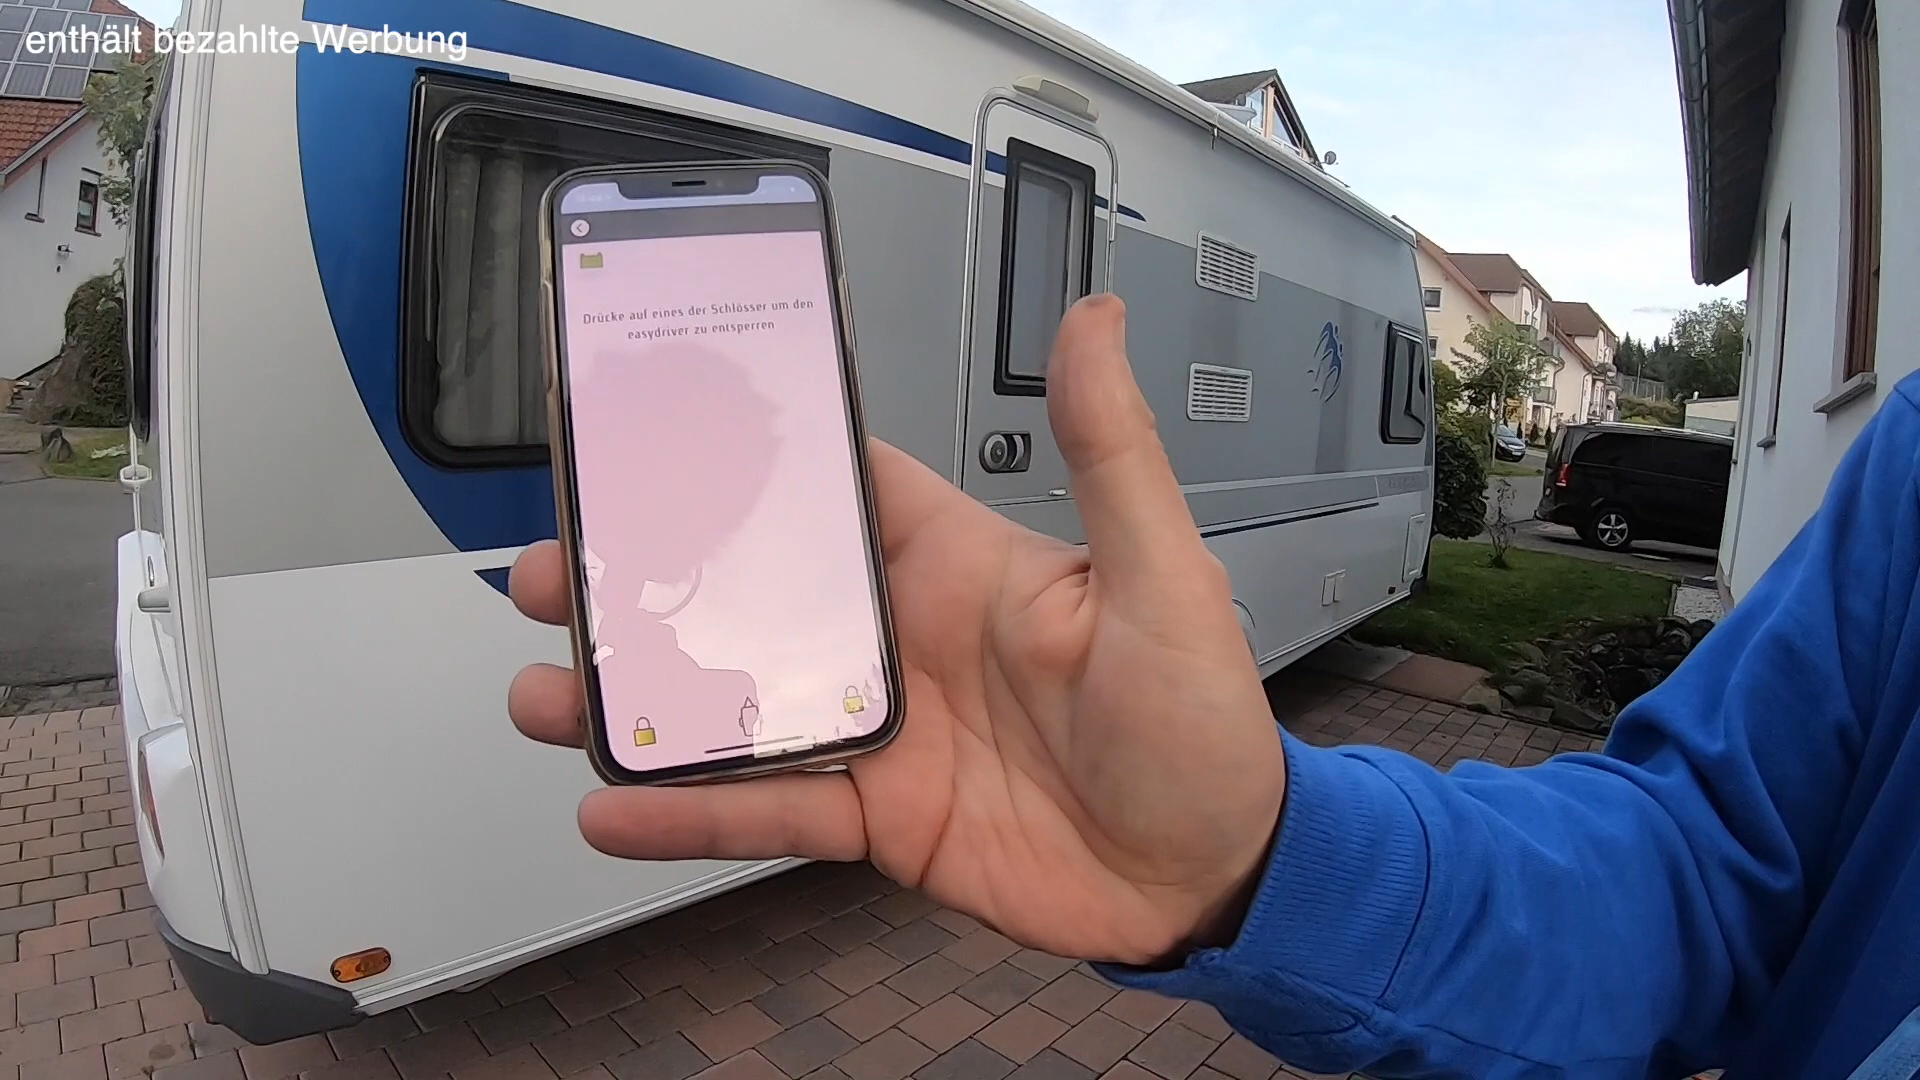 enthält bezahlte Werbung
Drücke auf eines der Schlösser um den
easydriver zu entsperren